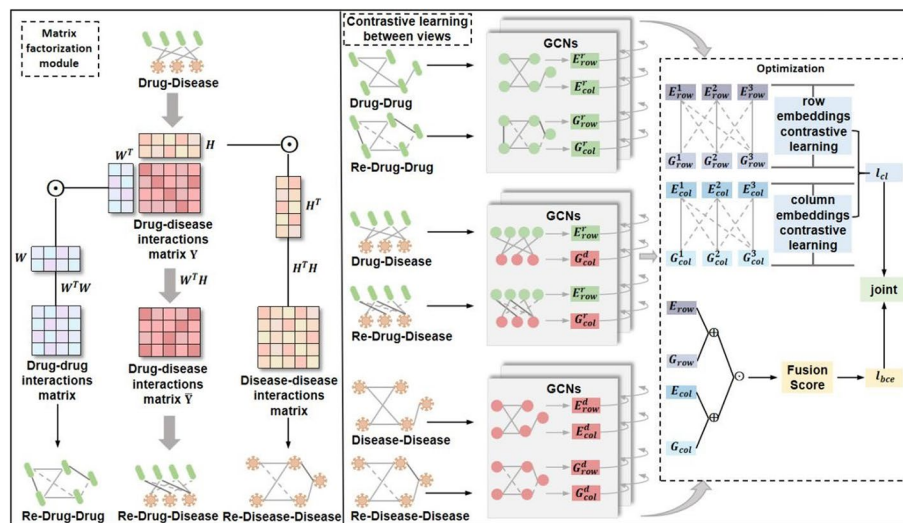 Matrix
factorization
module
Drug-Disease
H
W^T
Drug-disease
interactions
matrix Y
H^T
W
W^TW
W^TH
H^TH
Drug-drug
interactions
matrix
Drug-disease
interactions
matrix Ȳ
Disease-disease
interactions
matrix
Re-Drug-Drug
Re-Drug-Disease
Re-Disease-Disease
Contrastive learning
between views
Drug-Drug
Re-Drug-Drug
GCNs
E^r_row
E^r_col
G^r_row
G^r_col
Drug-Disease
Re-Drug-Disease
GCNs
E^r_row
G^d_col
E^r_row
G^r_col
Disease-Disease
Re-Disease-Disease
GCNs
E^d_row
E^d_col
G^d_row
G^d_col
Optimization
E^1_row E^2_row E^3_row
G^1_row G^2_row G^3_row
row
embeddings
contrastive
learning
E^1_col E^2_col E^3_col
G^1_col G^2_col G^3_col
column
embeddings
contrastive
learning
l_cl
joint
E_row
G_row
E_col
G_col
Fusion
Score
l_bce